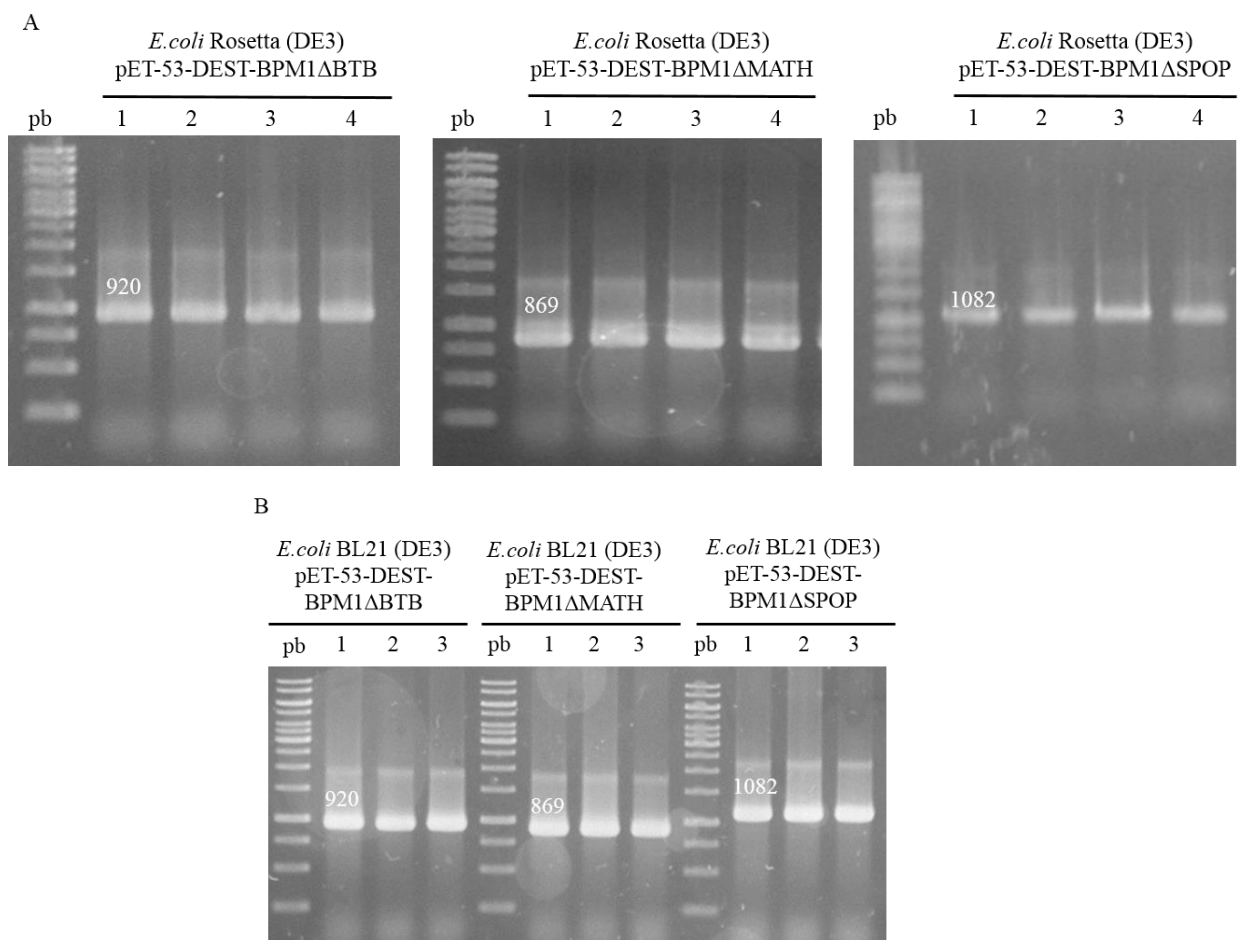 A
E.coli Rosetta (DE3)
pET-53-DEST-BPM1ΔBTB
E.coli Rosetta (DE3)
pET-53-DEST-BPM1ΔMATH
E.coli Rosetta (DE3)
pET-53-DEST-BPM1ΔSPOP
pb 1 2 3 4
pb 1 2 3 4
pb 1 2 3 4
920
869
1082
B
E.coli BL21 (DE3)
pET-53-DEST-
BPM1ΔBTB
E.coli BL21 (DE3)
pET-53-DEST-
BPM1ΔMATH
E.coli BL21 (DE3)
pET-53-DEST-
BPM1ΔSPOP
pb 1 2 3
pb 1 2 3
pb 1 2 3
920
869
1082